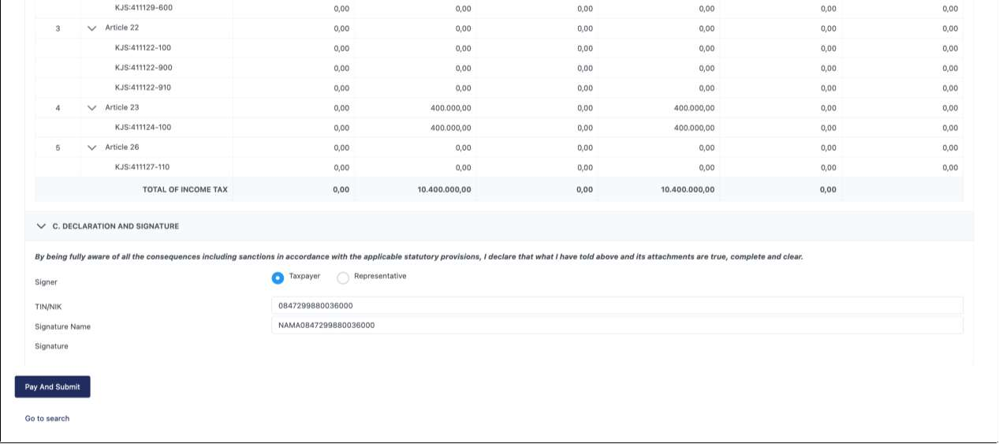 KJS:411129-600 0,00 0,00 0,00 0,00 0,00 0,00
3 Article 22 0,00 0,00 0,00 0,00 0,00 0,00
KJS:411122-100 0,00 0,00 0,00 0,00 0,00 0,00
KJS:411122-900 0,00 0,00 0,00 0,00 0,00 0,00
KJS:411122-910 0,00 0,00 0,00 0,00 0,00 0,00
4 Article 23 0,00 400.000,00 0,00 400.000,00 0,00 0,00
KJS:411124-100 0,00 400.000,00 0,00 400.000,00 0,00 0,00
5 Article 26 0,00 0,00 0,00 0,00 0,00 0,00
KJS:411127-110 0,00 0,00 0,00 0,00 0,00 0,00
TOTAL OF INCOME TAX 0,00 10.400.000,00 0,00 10.400.000,00 0,00
C. DECLARATION AND SIGNATURE
By being fully aware of all the consequences including sanctions in accordance with the applicable statutory provisions, I declare that what I have told above and its attachments are true, complete and clear.
Signer Taxpayer Representative
TIN/NIK 0847299880036000
Signature Name NAMA0847299880036000
Signature
Pay And Submit
Go to search